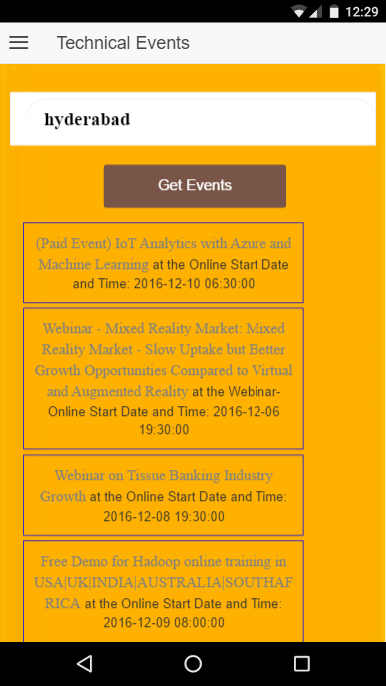 12:29
Technical Events
hyderabad
Get Events
(Paid Event) IoT Analytics with Azure and
Machine Learning at the Online Start Date
and Time: 2016-12-10 06:30:00
Webinar - Mixed Reality Market: Mixed
Reality Market - Slow Uptake but Better
Growth Opportunities Compared to Virtual
and Augmented Reality at the Webinar-
Online Start Date and Time: 2016-12-06
19:30:00
Webinar on Tissue Banking Industry
Growth at the Online Start Date and Time:
2016-12-08 19:30:00
Free Demo for Hadoop online training in
USA|UK|INDIA|AUSTRALIA|SOUTHAF
RICA at the Online Start Date and Time:
2016-12-09 08:00:00